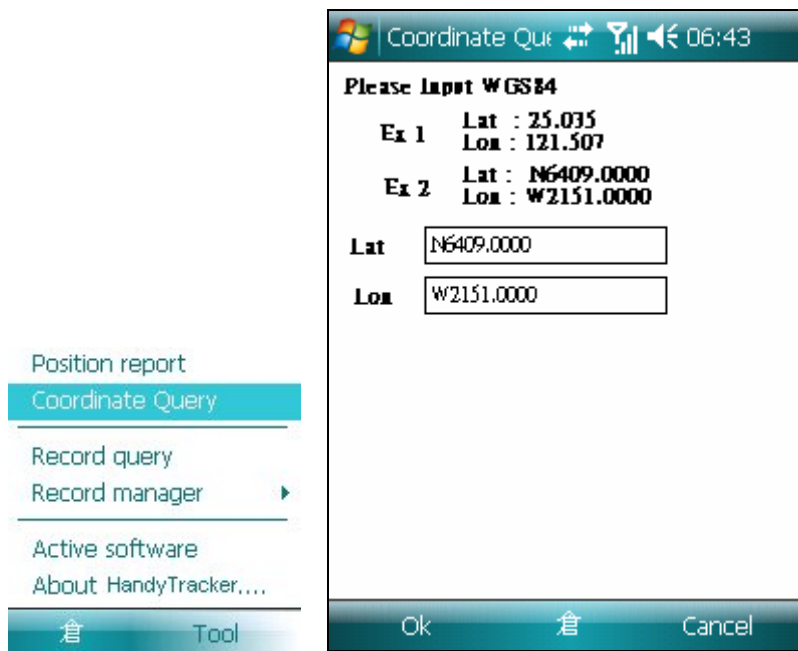 Position report
Coordinate Query
Record query
Record manager
Active software
About HandyTracker....
倉
Tool
Coordinate Que
06:43
Please Input WGS84
Ex 1
Lat : 25.035
Lon : 121.507
Ex 2
Lat : N6409.0000
Lon : W2151.0000
Lat
N6409.0000
Lon
W2151.0000
Ok
倉
Cancel